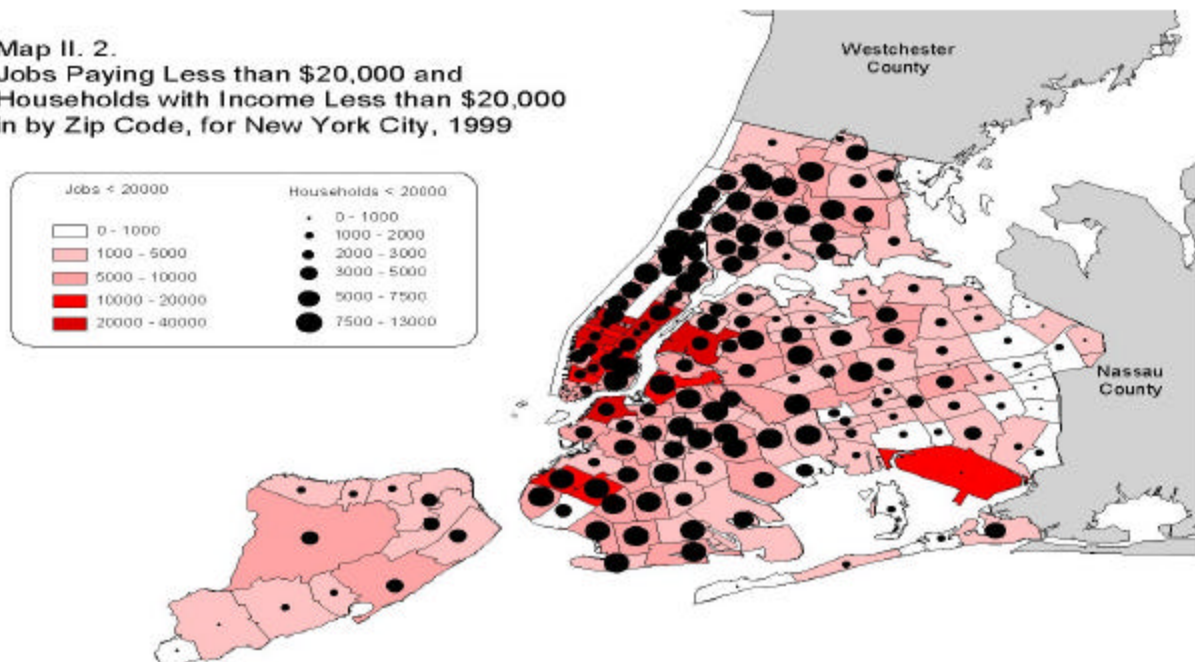 Map II. 2.
Jobs Paying Less than $20,000 and
Households with Income Less than $20,000
in by Zip Code, for New York City, 1999
Jobs < 20000
0 - 1000
1000 - 5000
5000 - 10000
10000 - 20000
20000 - 40000
Households < 20000
0 - 1000
1000 - 2000
2000 - 3000
3000 - 5000
5000 - 7500
7500 - 13000
Westchester
County
Nassau
County